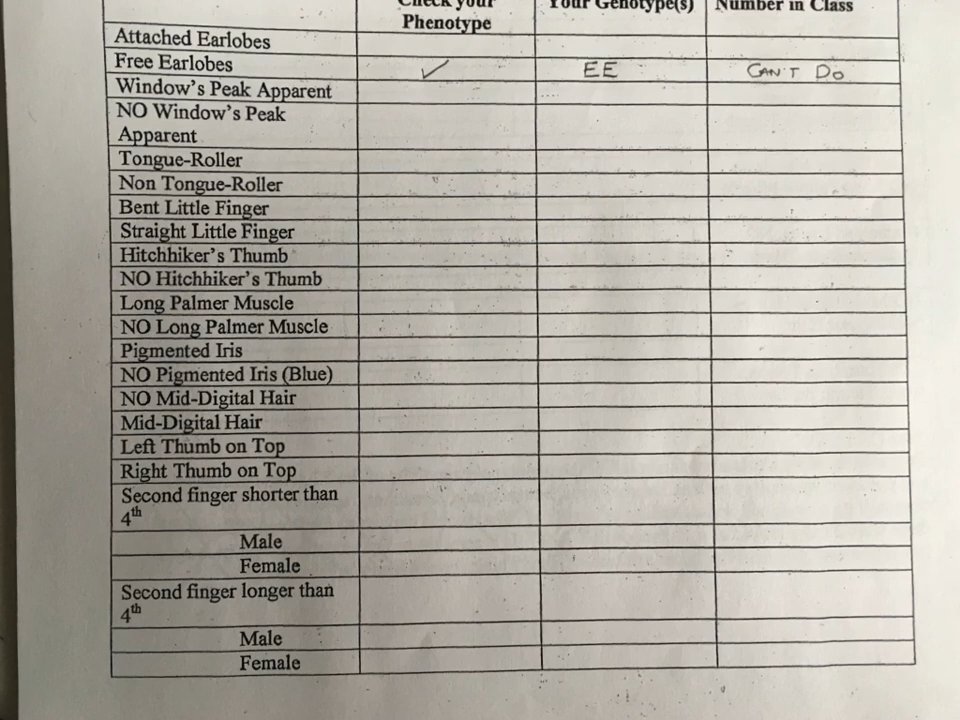 Check your Your Genotype(s) Number in Class
Phenotype
Attached Earlobes
Free Earlobes ✓ EE CAN'T DO
Window's Peak Apparent
NO Window's Peak
Apparent
Tongue-Roller
Non Tongue-Roller
Bent Little Finger
Straight Little Finger
Hitchhiker's Thumb
NO Hitchhiker's Thumb
Long Palmer Muscle
NO Long Palmer Muscle
Pigmented Iris
NO Pigmented Iris (Blue)
NO Mid-Digital Hair
Mid-Digital Hair
Left Thumb on Top
Right Thumb on Top
Second finger shorter than
4th
Male
Female
Second finger longer than
4th
Male
Female